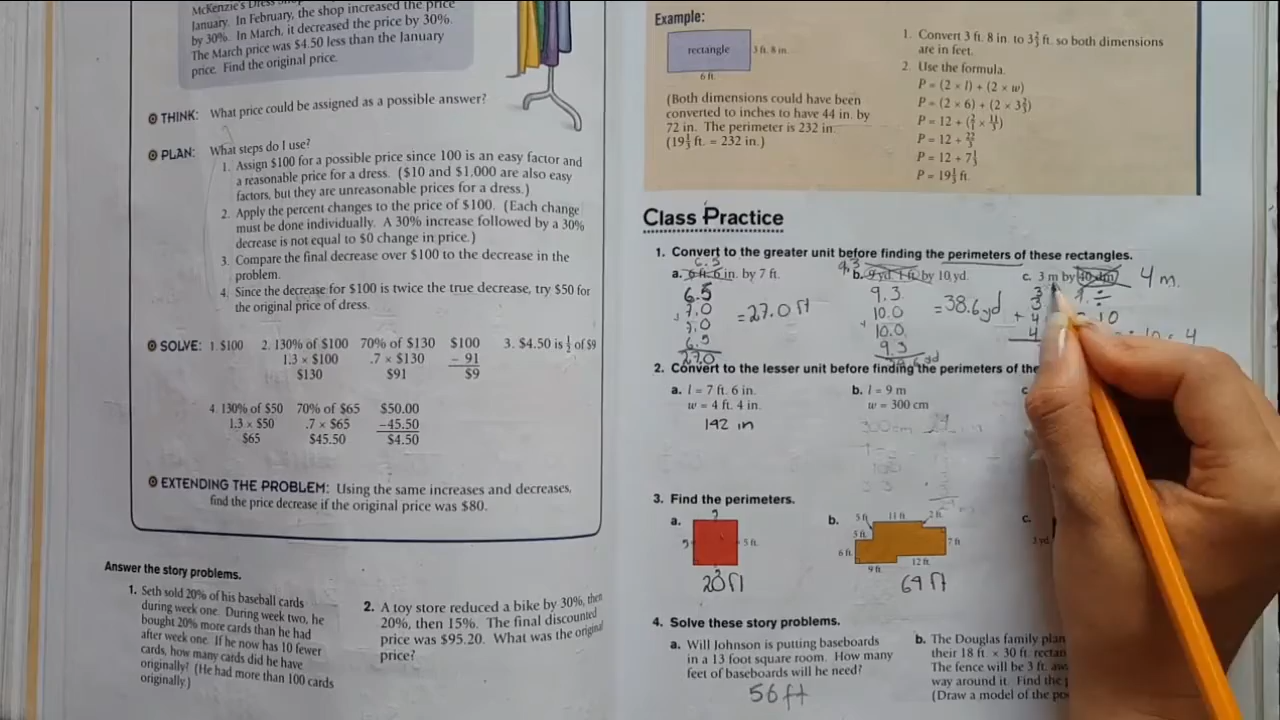 McKenzie's Dress
January. In February, the shop increased the price
by 30%. In March, it decreased the price by 30%.
The March price was $4.50 less than the January
price. Find the original price.
THINK: What price could be assigned as a possible answer?
PLAN: What steps do I use?
1. Assign $100 for a possible price since 100 is an easy factor and
a reasonable price for a dress. ($10 and $1,000 are also easy
factors, but they are unreasonable prices for a dress.)
2. Apply the percent changes to the price of $100. (Each change
must be done individually. A 30% increase followed by a 30%
decrease is not equal to $0 change in price.)
3. Compare the final decrease over $100 to the decrease in the
problem.
4. Since the decrease for $100 is twice the true decrease, try $50 for
the original price of dress.
SOLVE: 1. $100 2. 130% of $100 70% of $130 $100 3. $4.50 is ½ of $9
1.3 × $100 .7 × $130 − 91
$130 $91 $9
4. 130% of $50 70% of $65 $50.00
1.3 × $50 .7 × $65 −45.50
$65 $45.50 $4.50
EXTENDING THE PROBLEM: Using the same increases and decreases,
find the price decrease if the original price was $80.
Answer the story problems.
1. Seth sold 20% of his baseball cards
during week one. During week two, he
bought 20% more cards than he had
after week one. If he now has 10 fewer
cards, how many cards did he have
originally? (He had more than 100 cards
originally.)
2. A toy store reduced a bike by 30%, then
20%, then 15%. The final discounted
price was $95.20. What was the original
price?
Example:
rectangle 3 ft. 8 in.
6 ft.
(Both dimensions could have been
converted to inches to have 44 in. by
72 in. The perimeter is 232 in.
(19⅓ ft. = 232 in.)
1. Convert 3 ft. 8 in. to 3⅔ ft. so both dimensions
are in feet.
2. Use the formula.
P = (2 × l) + (2 × w)
P = (2 × 6) + (2 × 3⅔)
P = 12 + (2/1 × 11/3)
P = 12 + 22/3
P = 12 + 7⅓
P = 19⅓ ft.
Class Practice
1. Convert to the greater unit before finding the perimeters of these rectangles.
a. 6 ft. 6 in. by 7 ft.
6.5
7.0
7.0
6.5
27.0
=27.0 ft
9.3
b. 9 yd. 1 ft. by 10 yd.
9.3
10.0
+ 10.0
9.3
=38.6yd
c. 3 m by 4 m.
3
3
+ 4
4
÷
10
2. Convert to the lesser unit before finding the perimeters of the
a. l = 7 ft. 6 in.
w = 4 ft. 4 in.
192 in
b. l = 9 m
w = 300 cm
300cm
c
3. Find the perimeters.
a. ? ? 5 ft. ?
20 ft
b. 5 ft. 11 ft. 2 ft.
5 ft.
6 ft. 7 ft.
9 ft. 12 ft.
64 ft
c.
3 yd.
4. Solve these story problems.
a. Will Johnson is putting baseboards
in a 13 foot square room. How many
feet of baseboards will he need?
56 ft
b. The Douglas family plan
their 18 ft. × 30 ft. rectan
The fence will be 3 ft. a
way around it. Find the
(Draw a model of the po